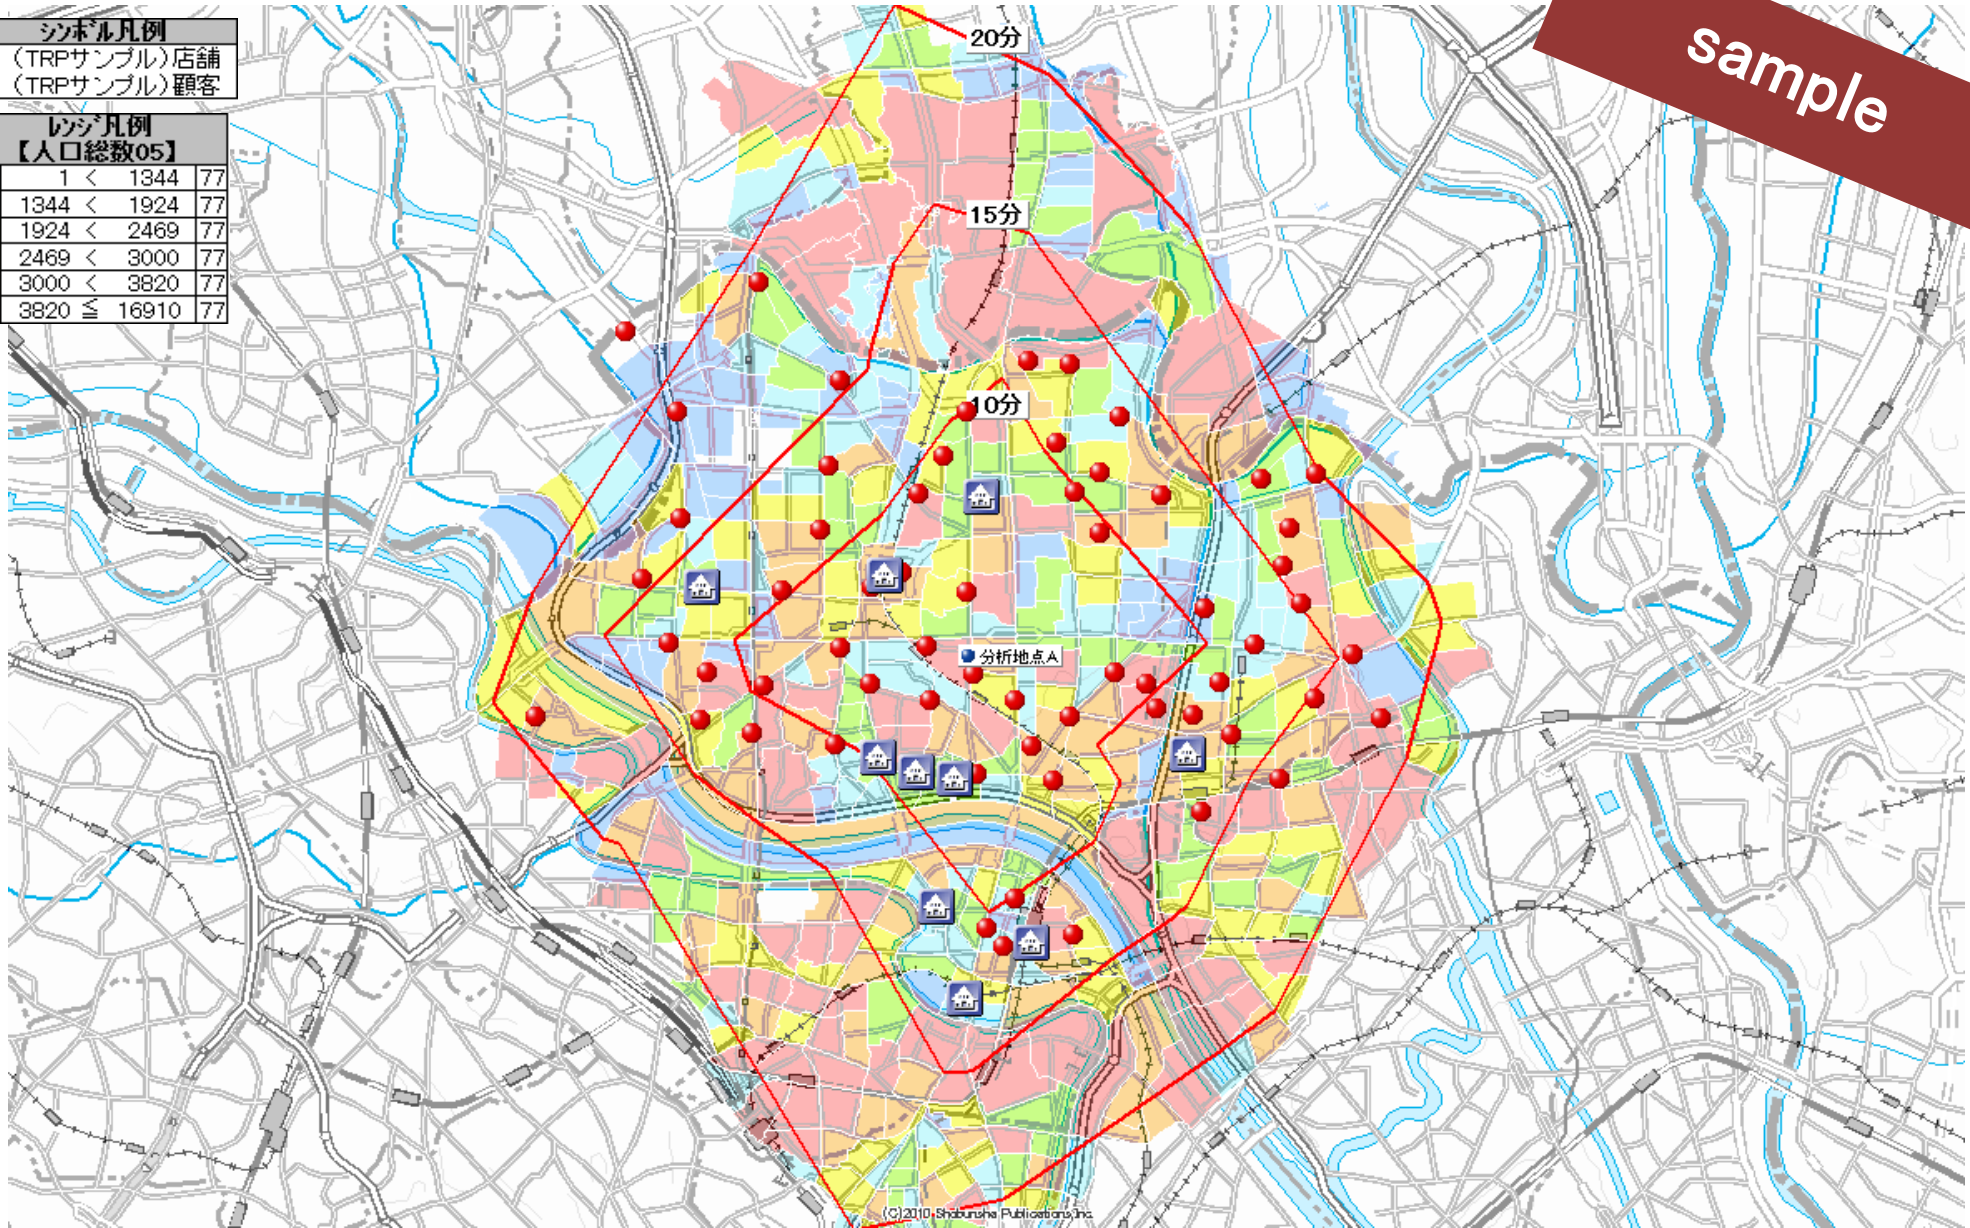 シンボル凡例
(TRPサンプル)店舗
(TRPサンプル)顧客
レンジ凡例
【人口総数05】
1 < 1344 77
1344 < 1924 77
1924 < 2469 77
2469 < 3000 77
3000 < 3820 77
3820 ≦ 16910 77
sample
20分
15分
10分
分析地点A
(C)2010 Shobunsha Publications,Inc.